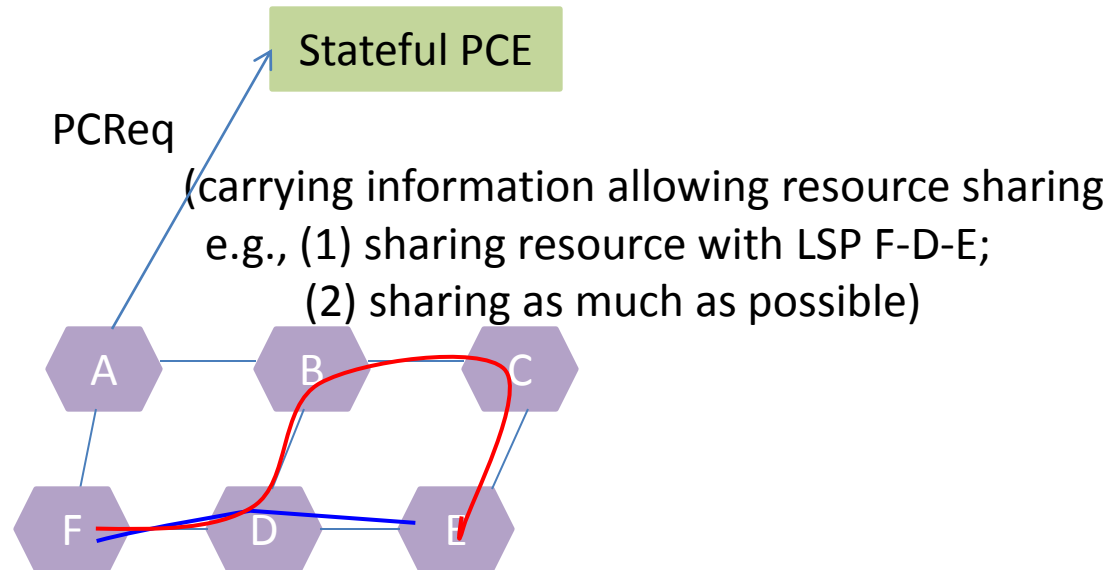 Stateful PCE
PCReq
(carrying information allowing resource sharing
e.g., (1) sharing resource with LSP F-D-E;
(2) sharing as much as possible)
A
B
C
F
D
E